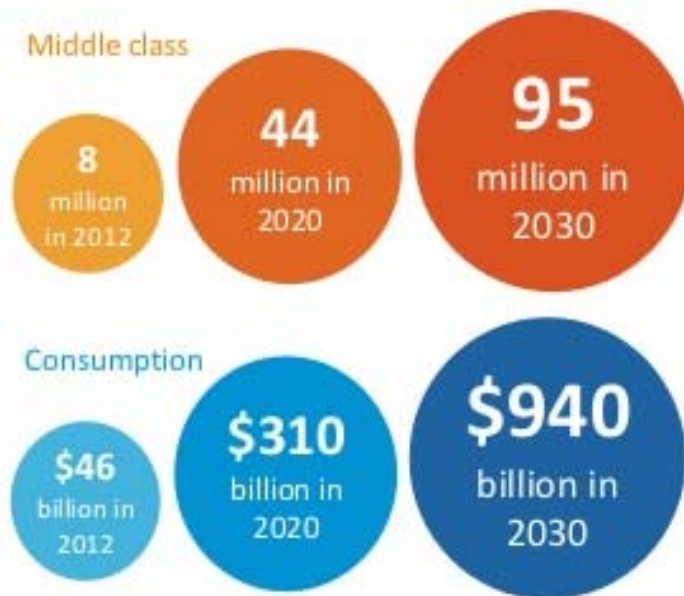 Middle class
8
million
in 2012
44
million in
2020
95
million in
2030
Consumption
$46
billion in
2012
$310
billion in
2020
$940
billion in
2030